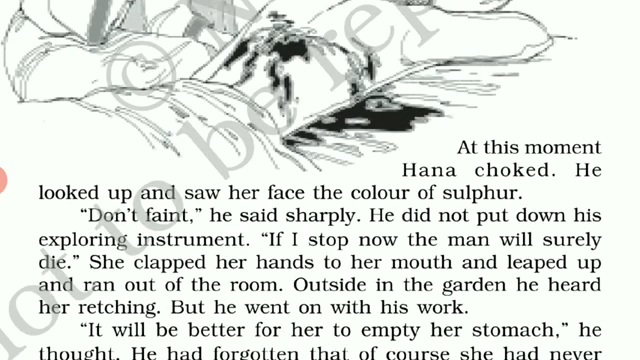 © not to be rep
At this moment
Hana choked. He
looked up and saw her face the colour of sulphur.
“Don’t faint,” he said sharply. He did not put down his
exploring instrument. “If I stop now the man will surely
die.” She clapped her hands to her mouth and leaped up
and ran out of the room. Outside in the garden he heard
her retching. But he went on with his work.
“It will be better for her to empty her stomach,” he
thought. He had forgotten that of course she had never